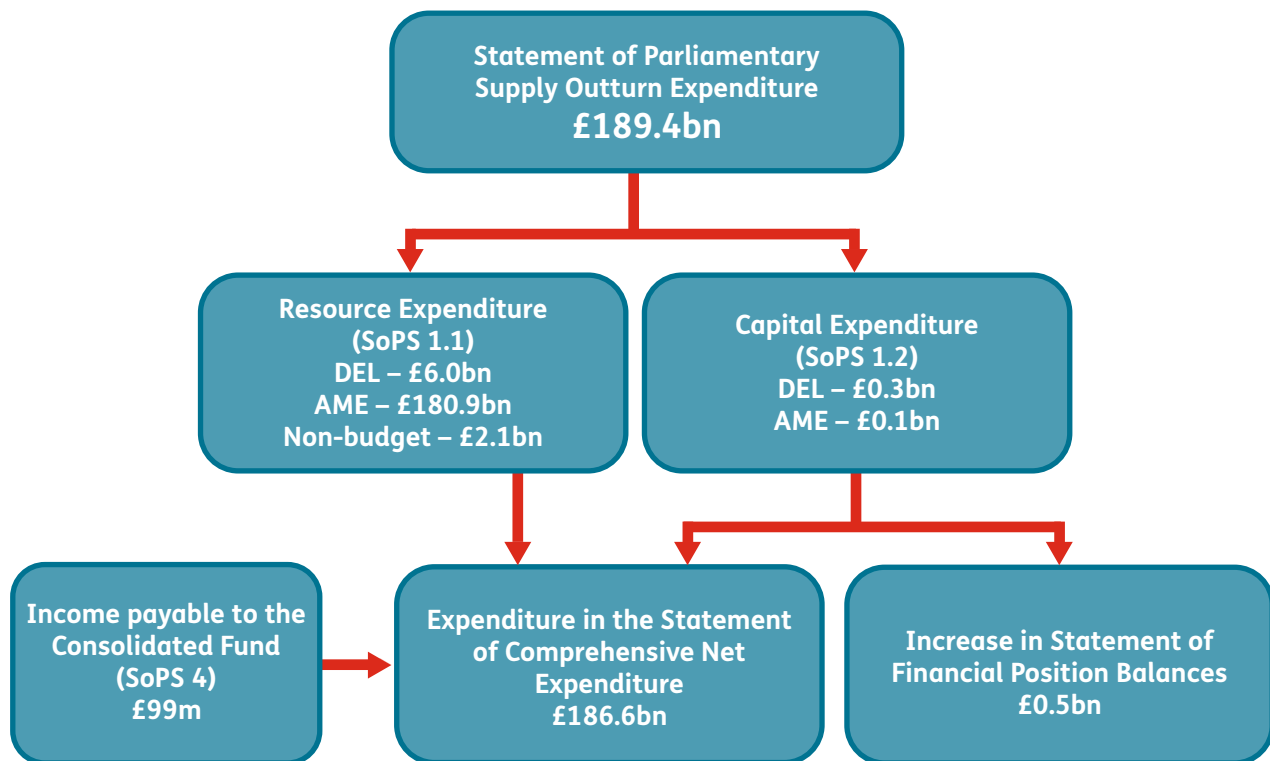 Statement of Parliamentary
Supply Outturn Expenditure
£189.4bn
Resource Expenditure
(SoPS 1.1)
DEL – £6.0bn
AME – £180.9bn
Non-budget – £2.1bn
Capital Expenditure
(SoPS 1.2)
DEL – £0.3bn
AME – £0.1bn
Income payable to the
Consolidated Fund
(SoPS 4)
£99m
Expenditure in the Statement
of Comprehensive Net
Expenditure
£186.6bn
Increase in Statement of
Financial Position Balances
£0.5bn